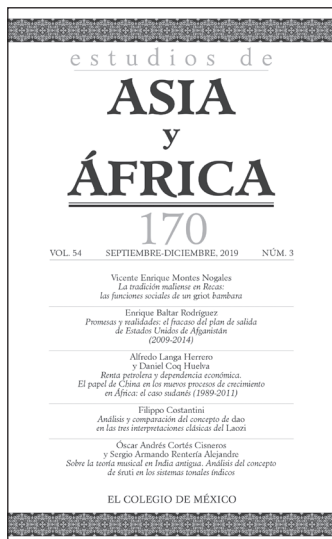 estudios de
ASIA
y
ÁFRICA
170
VOL. 54 SEPTIEMBRE-DICIEMBRE, 2019 NÚM. 3
Vicente Enrique Montes Nogales
La tradición maliense en Recas:
las funciones sociales de un griot bambara
Enrique Baltar Rodríguez
Promesas y realidades: el fracaso del plan de salida
de Estados Unidos de Afganistán
(2009-2014)
Alfredo Langa Herrero
y Daniel Coq Huelva
Renta petrolera y dependencia económica.
El papel de China en los nuevos procesos de crecimiento
en África: el caso sudanés (1989-2011)
Filippo Costantini
Análisis y comparación del concepto de dao
en las tres interpretaciones clásicas del Laozi
Óscar Andrés Cortés Cisneros
y Sergio Armando Rentería Alejandre
Sobre la teoría musical en India antigua. Análisis del concepto
de śruti en los sistemas tonales índicos
EL COLEGIO DE MÉXICO